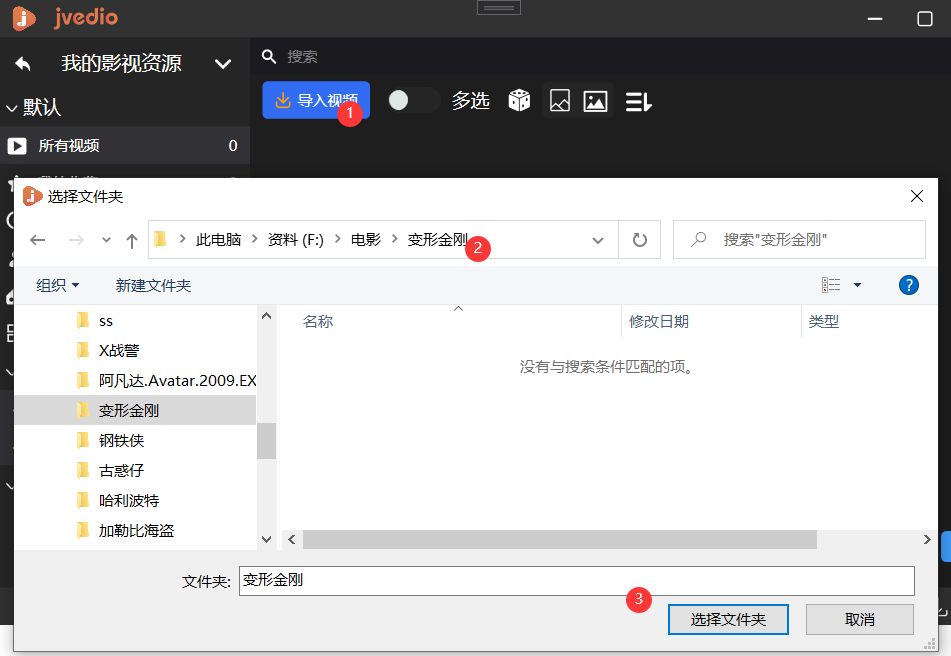 jvedio
我的影视资源
搜索
导入视频
1
多选
默认
所有视频 0
选择文件夹
此电脑 > 资料 (F:) > 电影 > 变形金刚
2
搜索"变形金刚"
组织
新建文件夹
?
名称
修改日期
类型
没有与搜索条件匹配的项。
ss
X战警
阿凡达.Avatar.2009.EX
变形金刚
钢铁侠
古惑仔
哈利波特
加勒比海盗
文件夹:
变形金刚
3
选择文件夹
取消